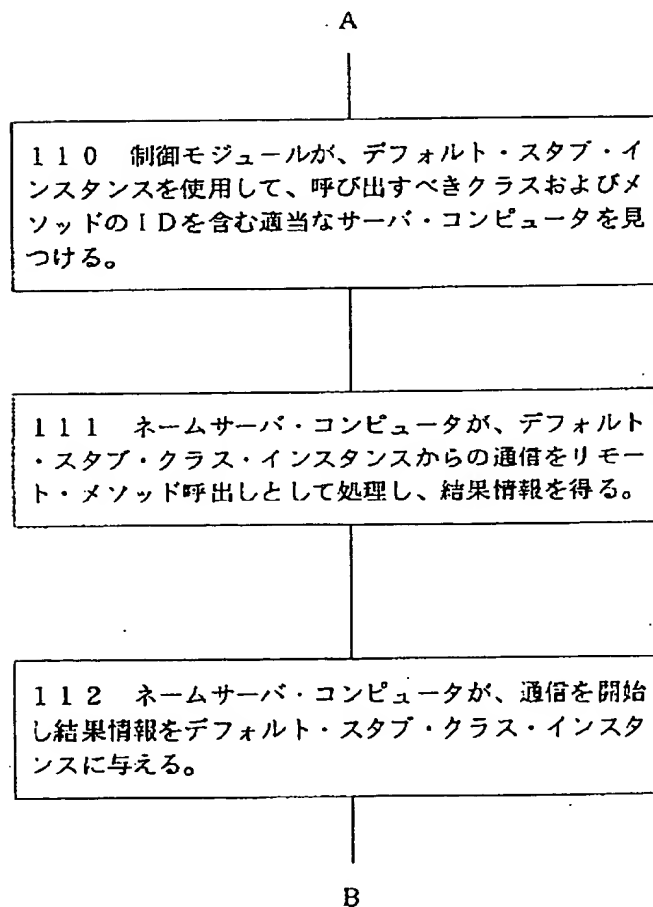 A
110 制御モジュールが、デフォルト・スタブ・イ
ンスタンスを使用して、呼び出すべきクラスおよびメ
ソッドのIDを含む適当なサーバ・コンピュータを見
つける。
111 ネームサーバ・コンピュータが、デフォルト
・スタブ・クラス・インスタンスからの通信をリモー
ト・メソッド呼出しとして処理し、結果情報を得る。
112 ネームサーバ・コンピュータが、通信を開始
し結果情報をデフォルト・スタブ・クラス・インスタ
ンスに与える。
B